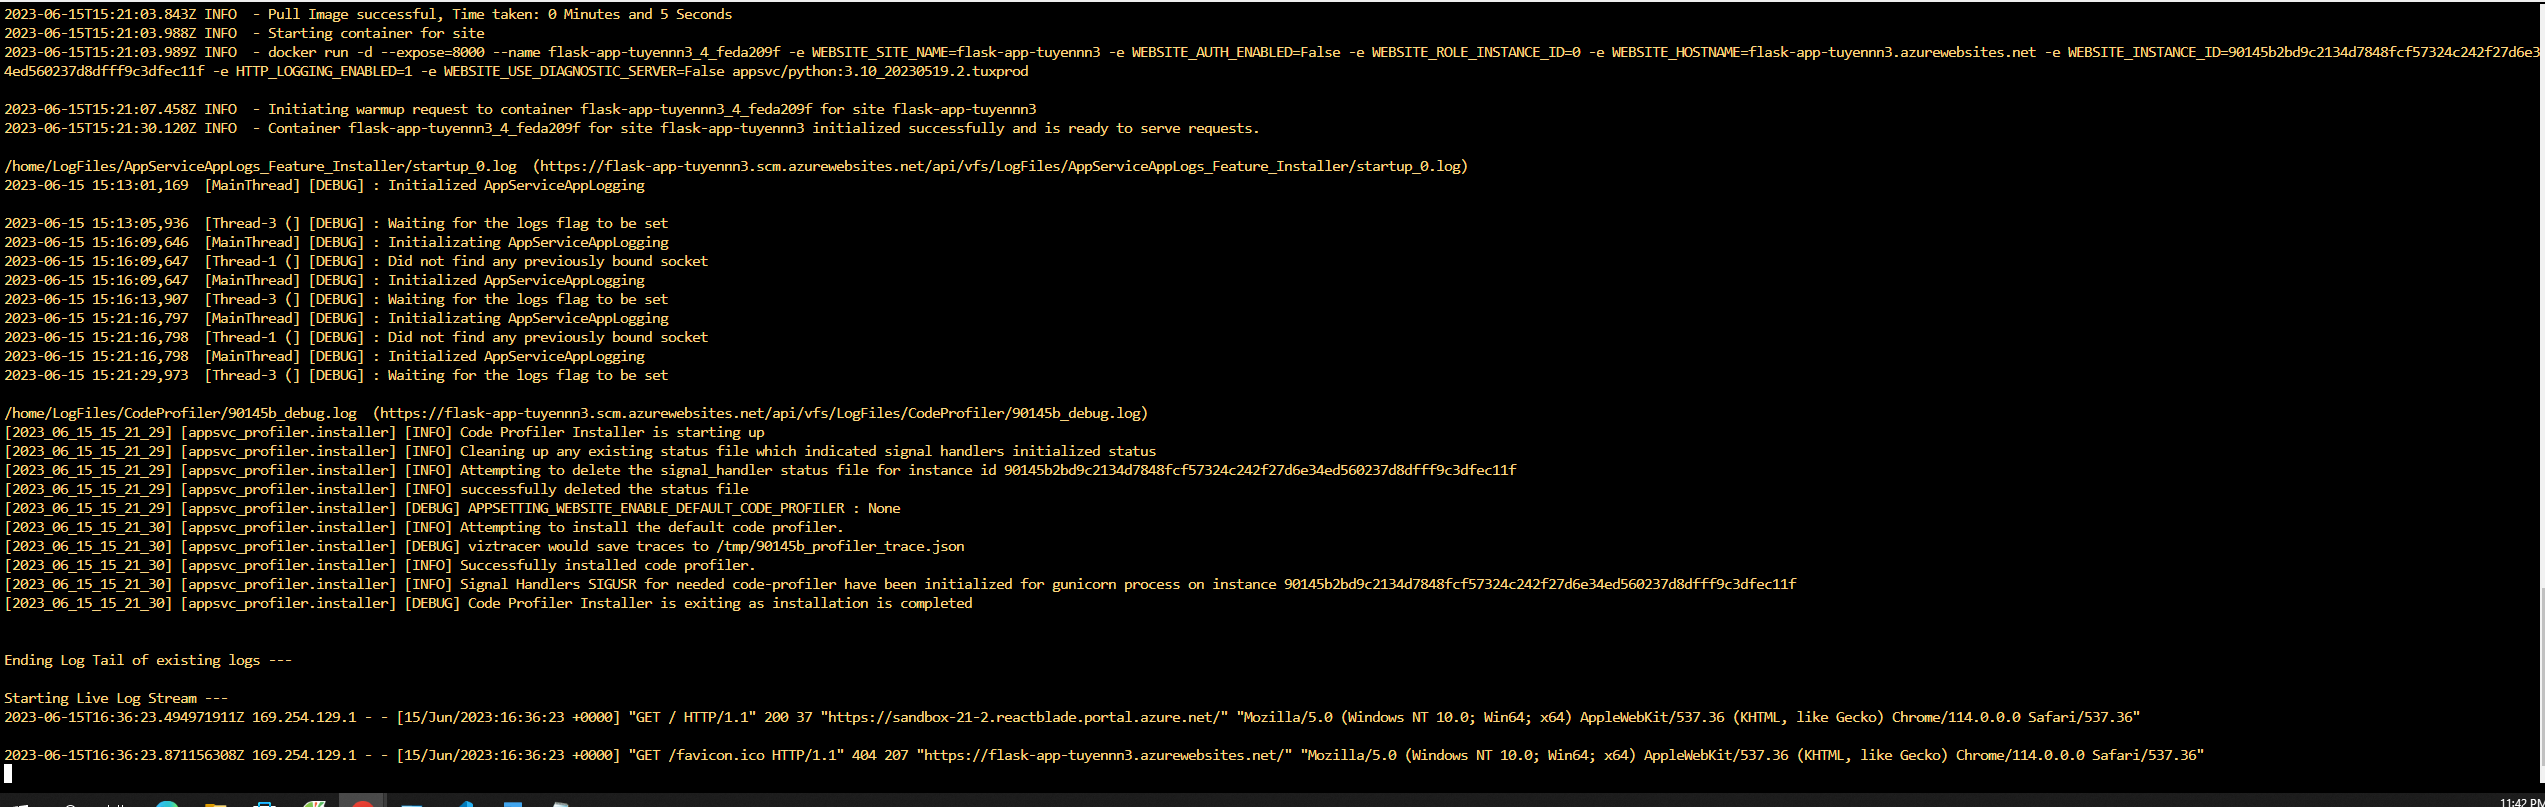 2023-06-15T15:21:03.843Z INFO  - Pull Image successful, Time taken: 0 Minutes and 5 Seconds
2023-06-15T15:21:03.988Z INFO  - Starting container for site
2023-06-15T15:21:03.989Z INFO  - docker run -d --expose=8000 --name flask-app-tuyennn3_4_feda209f -e WEBSITE_SITE_NAME=flask-app-tuyennn3 -e WEBSITE_AUTH_ENABLED=False -e WEBSITE_ROLE_INSTANCE_ID=0 -e WEBSITE_HOSTNAME=flask-app-tuyennn3.azurewebsites.net -e WEBSITE_INSTANCE_ID=90145b2bd9c2134d7848fcf57324c242f27d6e3
4ed560237d8dfff9c3dfec11f -e HTTP_LOGGING_ENABLED=1 -e WEBSITE_USE_DIAGNOSTIC_SERVER=False appsvc/python:3.10_20230519.2.tuxprod
2023-06-15T15:21:07.458Z INFO  - Initiating warmup request to container flask-app-tuyennn3_4_feda209f for site flask-app-tuyennn3
2023-06-15T15:21:30.120Z INFO  - Container flask-app-tuyennn3_4_feda209f for site flask-app-tuyennn3 initialized successfully and is ready to serve requests.
/home/LogFiles/AppServiceAppLogs_Feature_Installer/startup_0.log  (https://flask-app-tuyennn3.scm.azurewebsites.net/api/vfs/LogFiles/AppServiceAppLogs_Feature_Installer/startup_0.log)
2023-06-15 15:13:01,169  [MainThread] [DEBUG] : Initialized AppServiceAppLogging
2023-06-15 15:13:05,936  [Thread-3 (] [DEBUG] : Waiting for the logs flag to be set
2023-06-15 15:16:09,646  [MainThread] [DEBUG] : Initializating AppServiceAppLogging
2023-06-15 15:16:09,647  [Thread-1 (] [DEBUG] : Did not find any previously bound socket
2023-06-15 15:16:09,647  [MainThread] [DEBUG] : Initialized AppServiceAppLogging
2023-06-15 15:16:13,907  [Thread-3 (] [DEBUG] : Waiting for the logs flag to be set
2023-06-15 15:21:16,797  [MainThread] [DEBUG] : Initializating AppServiceAppLogging
2023-06-15 15:21:16,798  [Thread-1 (] [DEBUG] : Did not find any previously bound socket
2023-06-15 15:21:16,798  [MainThread] [DEBUG] : Initialized AppServiceAppLogging
2023-06-15 15:21:29,973  [Thread-3 (] [DEBUG] : Waiting for the logs flag to be set
/home/LogFiles/CodeProfiler/90145b_debug.log  (https://flask-app-tuyennn3.scm.azurewebsites.net/api/vfs/LogFiles/CodeProfiler/90145b_debug.log)
[2023_06_15_15_21_29] [appsvc_profiler.installer] [INFO] Code Profiler Installer is starting up
[2023_06_15_15_21_29] [appsvc_profiler.installer] [INFO] Cleaning up any existing status file which indicated signal handlers initialized status
[2023_06_15_15_21_29] [appsvc_profiler.installer] [INFO] Attempting to delete the signal_handler status file for instance id 90145b2bd9c2134d7848fcf57324c242f27d6e34ed560237d8dfff9c3dfec11f
[2023_06_15_15_21_29] [appsvc_profiler.installer] [INFO] successfully deleted the status file
[2023_06_15_15_21_29] [appsvc_profiler.installer] [DEBUG] APPSETTING_WEBSITE_ENABLE_DEFAULT_CODE_PROFILER : None
[2023_06_15_15_21_30] [appsvc_profiler.installer] [INFO] Attempting to install the default code profiler.
[2023_06_15_15_21_30] [appsvc_profiler.installer] [DEBUG] viztracer would save traces to /tmp/90145b_profiler_trace.json
[2023_06_15_15_21_30] [appsvc_profiler.installer] [INFO] Successfully installed code profiler.
[2023_06_15_15_21_30] [appsvc_profiler.installer] [INFO] Signal Handlers SIGUSR for needed code-profiler have been initialized for gunicorn process on instance 90145b2bd9c2134d7848fcf57324c242f27d6e34ed560237d8dfff9c3dfec11f
[2023_06_15_15_21_30] [appsvc_profiler.installer] [DEBUG] Code Profiler Installer is exiting as installation is completed
Ending Log Tail of existing logs ---
Starting Live Log Stream ---
2023-06-15T16:36:23.494971911Z 169.254.129.1 - - [15/Jun/2023:16:36:23 +0000] "GET / HTTP/1.1" 200 37 "https://sandbox-21-2.reactblade.portal.azure.net/" "Mozilla/5.0 (Windows NT 10.0; Win64; x64) AppleWebKit/537.36 (KHTML, like Gecko) Chrome/114.0.0.0 Safari/537.36"
2023-06-15T16:36:23.871156308Z 169.254.129.1 - - [15/Jun/2023:16:36:23 +0000] "GET /favicon.ico HTTP/1.1" 404 207 "https://flask-app-tuyennn3.azurewebsites.net/" "Mozilla/5.0 (Windows NT 10.0; Win64; x64) AppleWebKit/537.36 (KHTML, like Gecko) Chrome/114.0.0.0 Safari/537.36"
11:42 PM